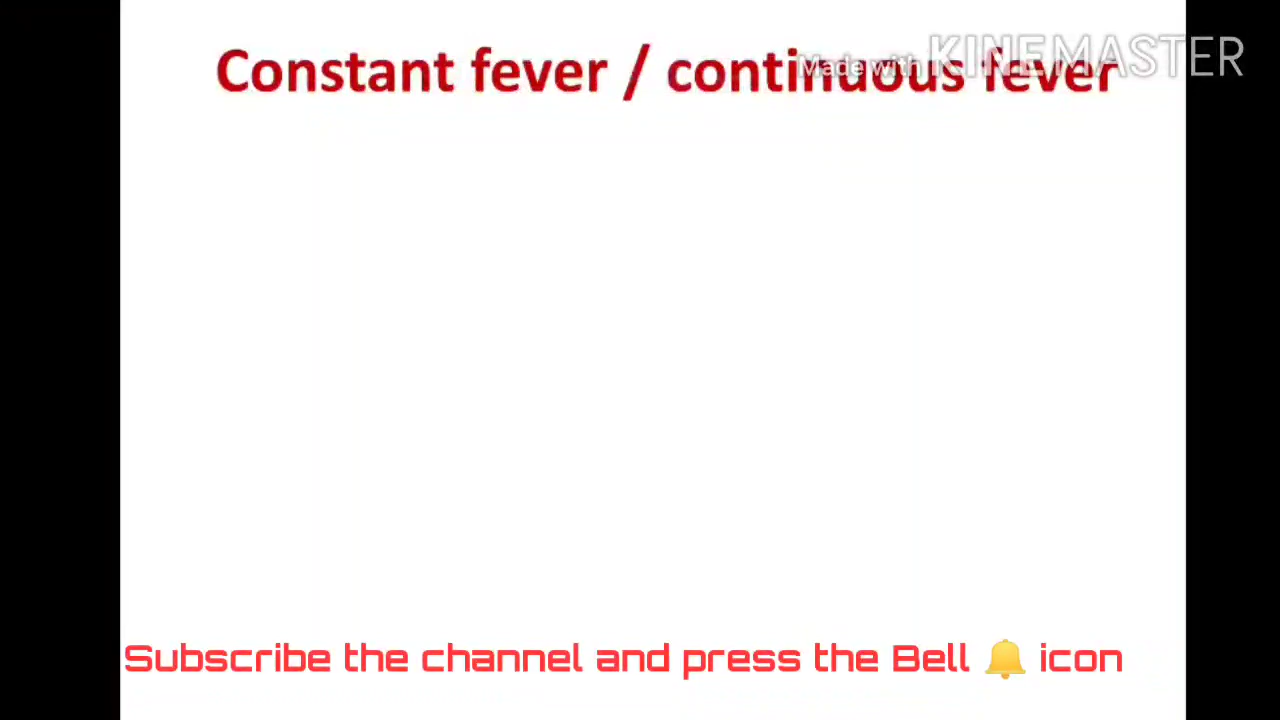 Constant fever / continuous fever
Made with KINEMASTER
Subscribe the channel and press the Bell 🔔 icon